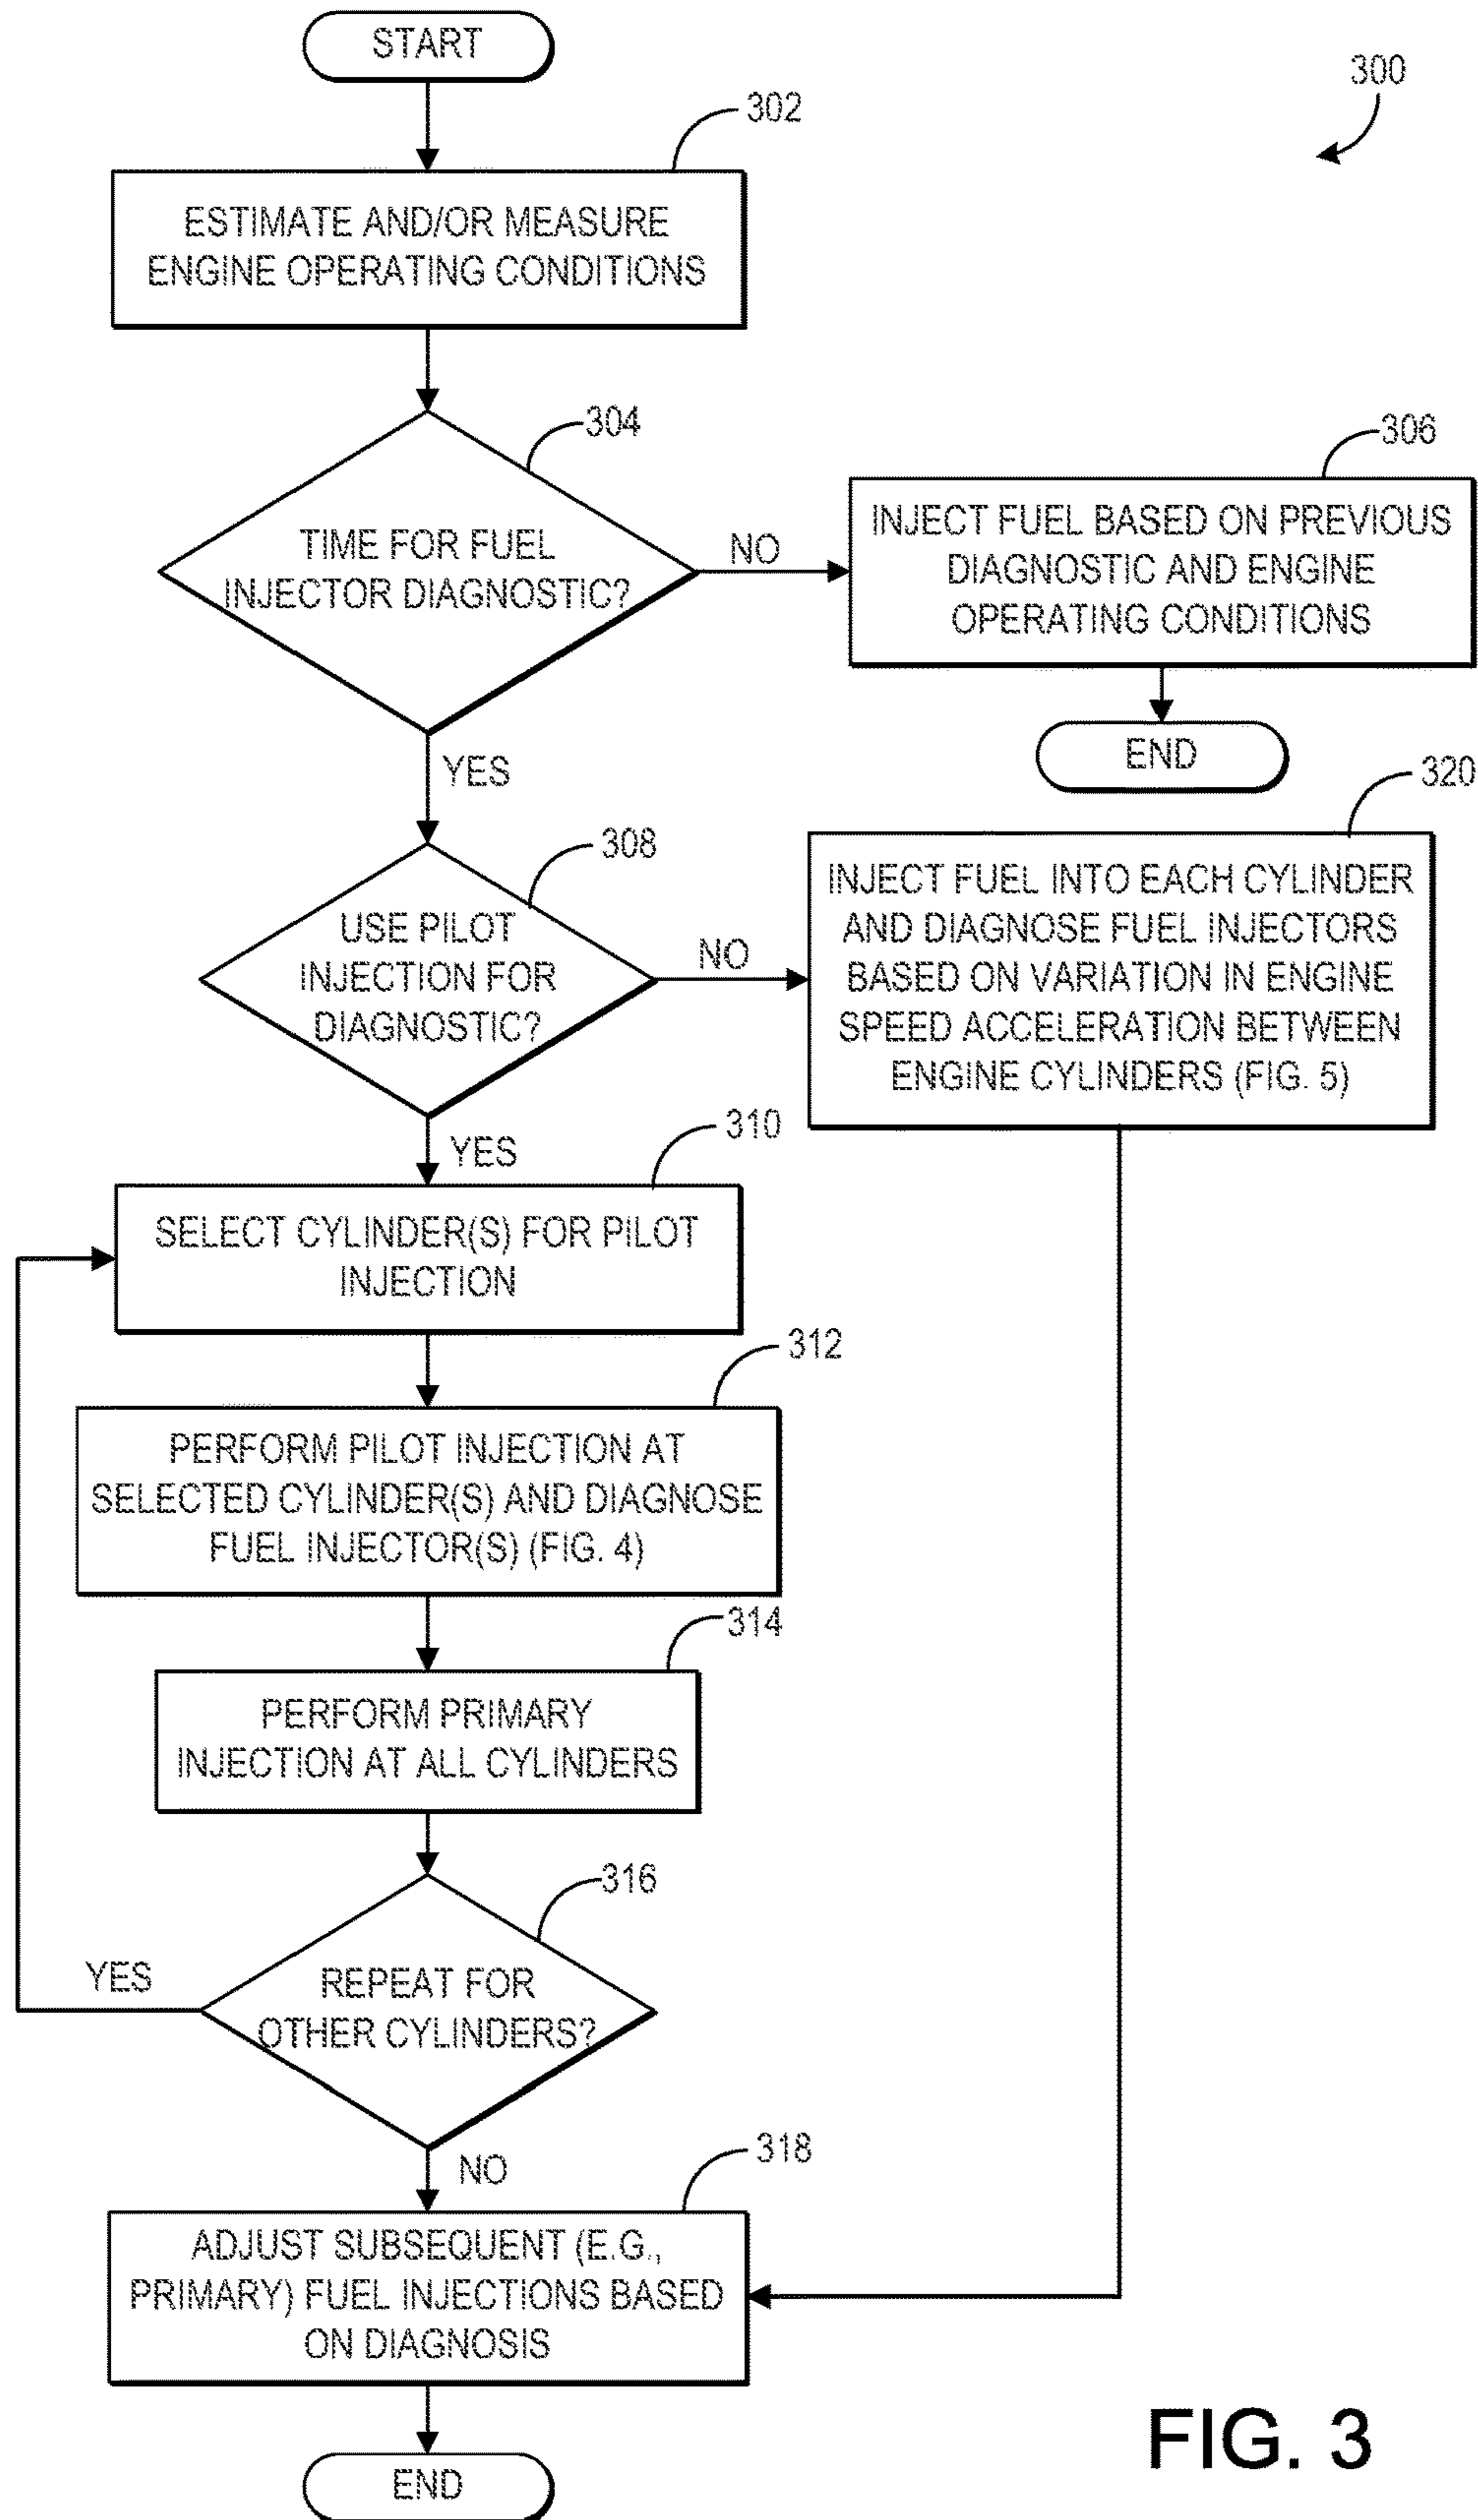 START
300
302
ESTIMATE AND/OR MEASURE
ENGINE OPERATING CONDITIONS
304
TIME FOR FUEL
INJECTOR DIAGNOSTIC?
NO
306
INJECT FUEL BASED ON PREVIOUS
DIAGNOSTIC AND ENGINE
OPERATING CONDITIONS
END
YES
308
USE PILOT
INJECTION FOR
DIAGNOSTIC?
NO
320
INJECT FUEL INTO EACH CYLINDER
AND DIAGNOSE FUEL INJECTORS
BASED ON VARIATION IN ENGINE
SPEED ACCELERATION BETWEEN
ENGINE CYLINDERS (FIG. 5)
YES
310
SELECT CYLINDER(S) FOR PILOT
INJECTION
312
PERFORM PILOT INJECTION AT
SELECTED CYLINDER(S) AND DIAGNOSE
FUEL INJECTOR(S) (FIG. 4)
314
PERFORM PRIMARY
INJECTION AT ALL CYLINDERS
316
REPEAT FOR
OTHER CYLINDERS?
YES
NO
318
ADJUST SUBSEQUENT (E.G.,
PRIMARY) FUEL INJECTIONS BASED
ON DIAGNOSIS
END
FIG. 3